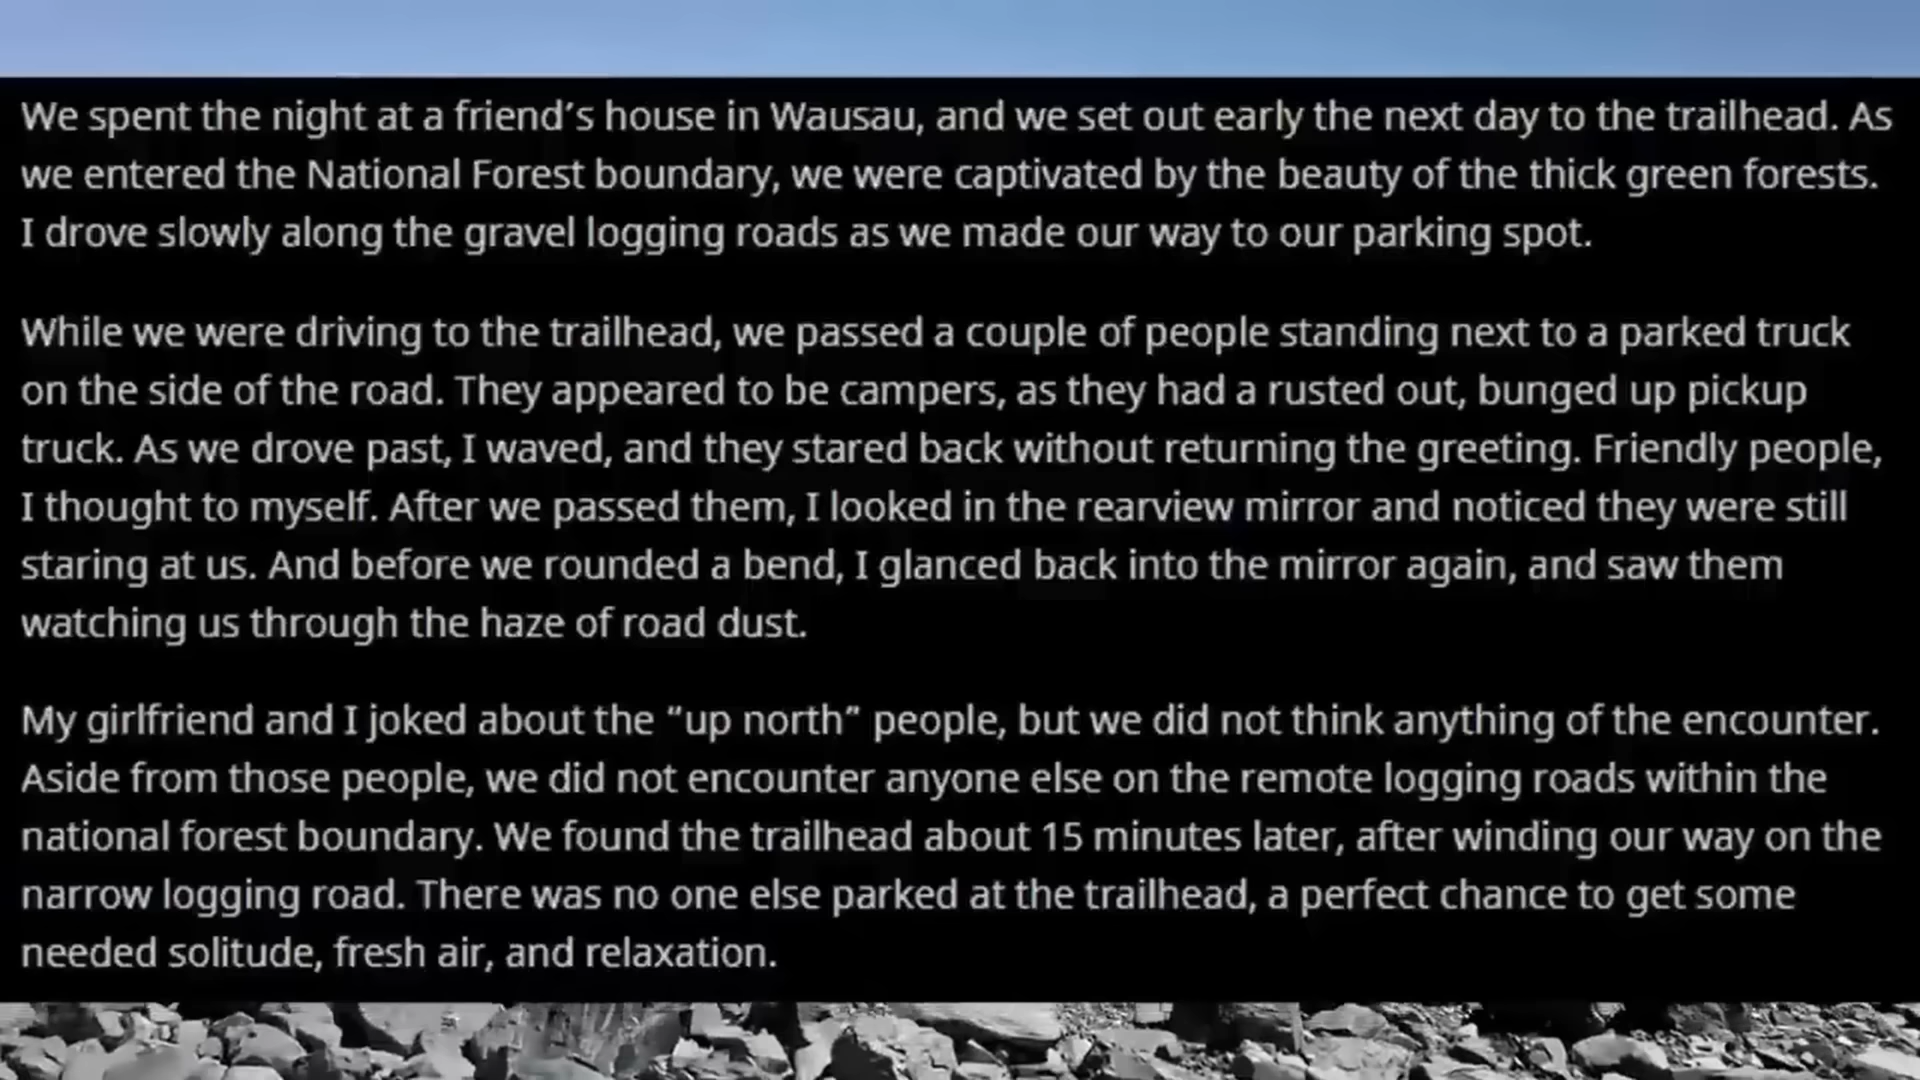 We spent the night at a friend’s house in Wausau, and we set out early the next day to the trailhead. As
we entered the National Forest boundary, we were captivated by the beauty of the thick green forests.
I drove slowly along the gravel logging roads as we made our way to our parking spot.
While we were driving to the trailhead, we passed a couple of people standing next to a parked truck
on the side of the road. They appeared to be campers, as they had a rusted out, bunged up pickup
truck. As we drove past, I waved, and they stared back without returning the greeting. Friendly people,
I thought to myself. After we passed them, I looked in the rearview mirror and noticed they were still
staring at us. And before we rounded a bend, I glanced back into the mirror again, and saw them
watching us through the haze of road dust.
My girlfriend and I joked about the “up north” people, but we did not think anything of the encounter.
Aside from those people, we did not encounter anyone else on the remote logging roads within the
national forest boundary. We found the trailhead about 15 minutes later, after winding our way on the
narrow logging road. There was no one else parked at the trailhead, a perfect chance to get some
needed solitude, fresh air, and relaxation.